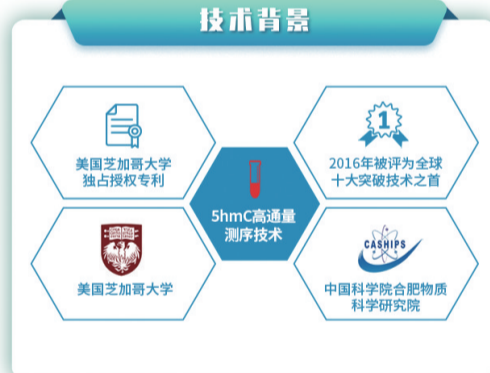 技术背景
美国芝加哥大学
独占授权专利
1
2016年被评为全球
十大突破技术之首
5hmC高通量
测序技术
美国芝加哥大学
CASHIPS
中国科学院合肥物质
科学研究院